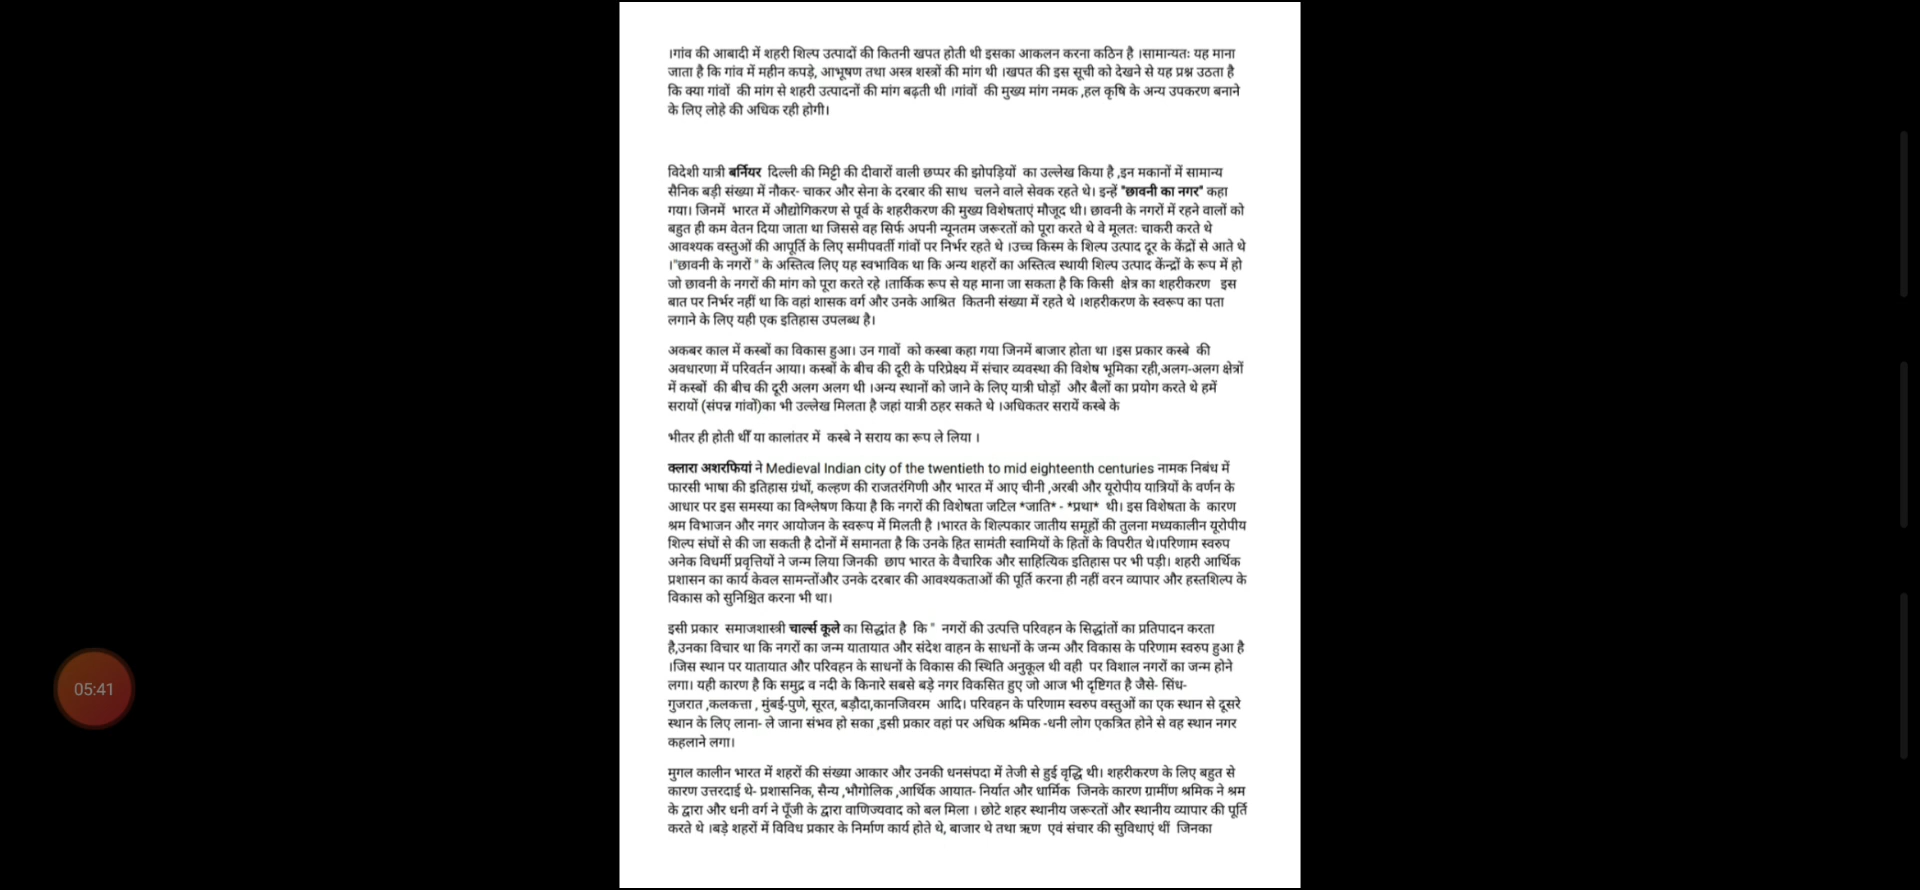 ।गांव की आबादी में शहरी शिल्प उत्पादों की कितनी खपत होती थी इसका आकलन करना कठिन है ।सामान्यतः यह माना
जाता है कि गांव में महीन कपड़े, आभूषण तथा अस्त्र शस्त्रों की मांग थी ।खपत की इस सूची को देखने से यह प्रश्न उठता है
कि क्या गांवों की मांग से शहरी उत्पादनों की मांग बढ़ती थी ।गांवों की मुख्य मांग नमक ,हल कृषि के अन्य उपकरण बनाने
के लिए लोहे की अधिक रही होगी।
विदेशी यात्री बर्नियर दिल्ली की मिट्टी की दीवारों वाली छप्पर की झोपड़ियों का उल्लेख किया है ,इन मकानों में सामान्य
सैनिक बड़ी संख्या में नौकर- चाकर और सेना के दरबार की साथ चलने वाले सेवक रहते थे। इन्हें "छावनी का नगर" कहा
गया। जिनमें भारत में औद्योगिकरण से पूर्व के शहरीकरण की मुख्य विशेषताएं मौजूद थी। छावनी के नगरों में रहने वालों को
बहुत ही कम वेतन दिया जाता था जिससे वह सिर्फ अपनी न्यूनतम जरूरतों को पूरा करते थे वे मूलतः चाकरी करते थे
आवश्यक वस्तुओं की आपूर्ति के लिए समीपवर्ती गांवों पर निर्भर रहते थे ।उच्च किस्म के शिल्प उत्पाद दूर के केंद्रों से आते थे
।"छावनी के नगरों " के अस्तित्व लिए यह स्वभाविक था कि अन्य शहरों का अस्तित्व स्थायी शिल्प उत्पाद केंन्द्रों के रूप में हो
जो छावनी के नगरों की मांग को पूरा करते रहे ।तार्किक रूप से यह माना जा सकता है कि किसी क्षेत्र का शहरीकरण इस
बात पर निर्भर नहीं था कि वहां शासक वर्ग और उनके आश्रित कितनी संख्या में रहते थे ।शहरीकरण के स्वरूप का पता
लगाने के लिए यही एक इतिहास उपलब्ध है।
अकबर काल में कस्बों का विकास हुआ। उन गावों को कस्बा कहा गया जिनमें बाजार होता था ।इस प्रकार कस्बे की
अवधारणा में परिवर्तन आया। कस्बों के बीच की दूरी के परिप्रेक्ष्य में संचार व्यवस्था की विशेष भूमिका रही,अलग-अलग क्षेत्रों
में कस्बों की बीच की दूरी अलग अलग थी ।अन्य स्थानों को जाने के लिए यात्री घोड़ों और बैलों का प्रयोग करते थे हमें
सरायों (संपन्न गांवों)का भी उल्लेख मिलता है जहां यात्री ठहर सकते थे ।अधिकतर सरायें कस्बे के
भीतर ही होती थीं या कालांतर में कस्बे ने सराय का रूप ले लिया ।
क्लारा अशरफियां ने Medieval Indian city of the twentieth to mid eighteenth centuries नामक निबंध में
फारसी भाषा की इतिहास ग्रंथों, कल्हण की राजतरंगिणी और भारत में आए चीनी ,अरबी और यूरोपीय यात्रियों के वर्णन के
आधार पर इस समस्या का विश्लेषण किया है कि नगरों की विशेषता जटिल *जाति* - *प्रथा* थी। इस विशेषता के कारण
श्रम विभाजन और नगर आयोजन के स्वरूप में मिलती है ।भारत के शिल्पकार जातीय समूहों की तुलना मध्यकालीन यूरोपीय
शिल्प संघों से की जा सकती है दोनों में समानता है कि उनके हित सामंती स्वामियों के हितों के विपरीत थे।परिणाम स्वरुप
अनेक विधर्मी प्रवृत्तियों ने जन्म लिया जिनकी छाप भारत के वैचारिक और साहित्यिक इतिहास पर भी पड़ी। शहरी आर्थिक
प्रशासन का कार्य केवल सामन्तोंऔर उनके दरबार की आवश्यकताओं की पूर्ति करना ही नहीं वरन व्यापार और हस्तशिल्प के
विकास को सुनिश्चित करना भी था।
इसी प्रकार समाजशास्त्री चार्ल्स कूले का सिद्धांत है कि " नगरों की उत्पत्ति परिवहन के सिद्धांतों का प्रतिपादन करता
है,उनका विचार था कि नगरों का जन्म यातायात और संदेश वाहन के साधनों के जन्म और विकास के परिणाम स्वरुप हुआ है
।जिस स्थान पर यातायात और परिवहन के साधनों के विकास की स्थिति अनुकूल थी वही पर विशाल नगरों का जन्म होने
लगा। यही कारण है कि समुद्र व नदी के किनारे सबसे बड़े नगर विकसित हुए जो आज भी दृष्टिगत है जैसे- सिंध-
गुजरात ,कलकत्ता , मुंबई-पुणे, सूरत, बड़ौदा,कानजिवरम आदि। परिवहन के परिणाम स्वरुप वस्तुओं का एक स्थान से दूसरे
स्थान के लिए लाना- ले जाना संभव हो सका ,इसी प्रकार वहां पर अधिक श्रमिक -धनी लोग एकत्रित होने से वह स्थान नगर
कहलाने लगा।
मुगल कालीन भारत में शहरों की संख्या आकार और उनकी धनसंपदा में तेजी से हुई वृद्धि थी। शहरीकरण के लिए बहुत से
कारण उत्तरदाई थे- प्रशासनिक, सैन्य ,भौगोलिक ,आर्थिक आयात- निर्यात और धार्मिक जिनके कारण ग्रामींण श्रमिक ने श्रम
के द्वारा और धनी वर्ग ने पूँजी के द्वारा वाणिज्यवाद को बल मिला । छोटे शहर स्थानीय जरूरतों और स्थानीय व्यापार की पूर्ति
करते थे ।बड़े शहरों में विविध प्रकार के निर्माण कार्य होते थे, बाजार थे तथा ऋण एवं संचार की सुविधाएं थीं जिनका
05:41